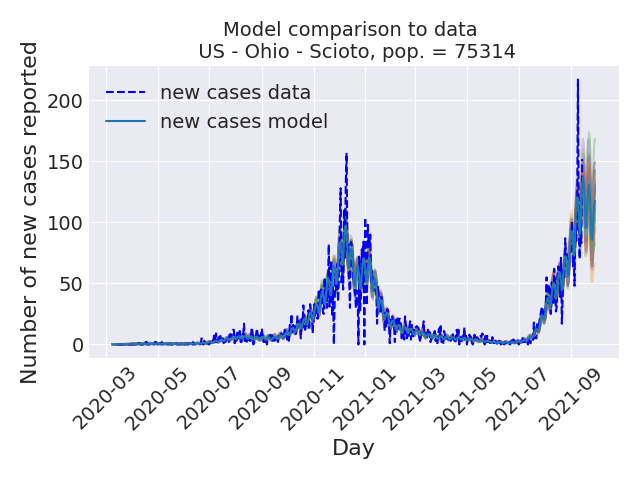 Model comparison to data
US - Ohio - Scioto, pop. = 75314
new cases data
new cases model
Number of new cases reported
200
150
100
50
0
2020-03
2020-05
2020-07
2020-09
2020-11
2021-01
2021-03
2021-05
2021-07
2021-09
Day